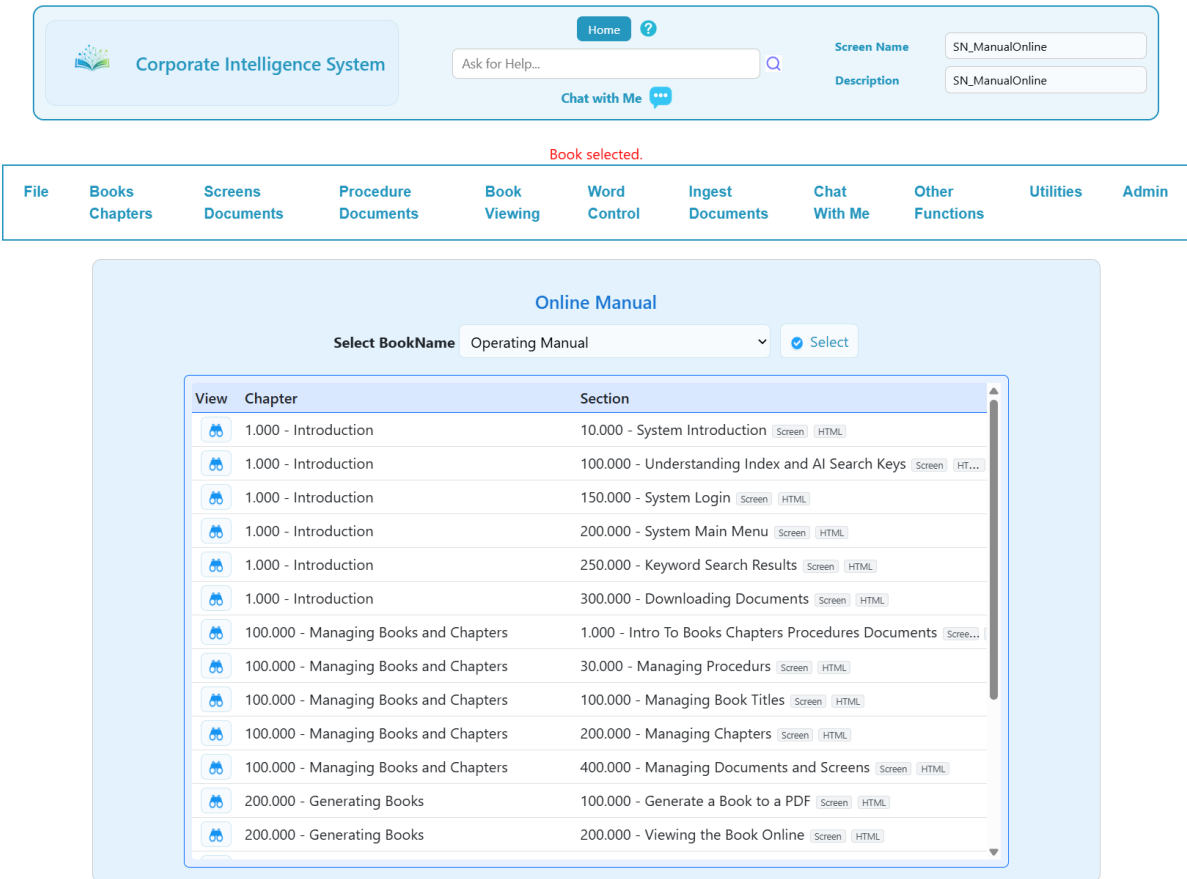 Home ?
Corporate Intelligence System
Ask for Help...
Chat with Me
Screen Name SN_ManualOnline
Description SN_ManualOnline
Book selected.
File
Books Chapters
Screens Documents
Procedure Documents
Book Viewing
Word Control
Ingest Documents
Chat With Me
Other Functions
Utilities
Admin
Online Manual
Select BookName Operating Manual Select
View Chapter Section
1.000 - Introduction 10.000 - System Introduction Screen HTML
1.000 - Introduction 100.000 - Understanding Index and AI Search Keys Screen HT...
1.000 - Introduction 150.000 - System Login Screen HTML
1.000 - Introduction 200.000 - System Main Menu Screen HTML
1.000 - Introduction 250.000 - Keyword Search Results Screen HTML
1.000 - Introduction 300.000 - Downloading Documents Screen HTML
100.000 - Managing Books and Chapters 1.000 - Intro To Books Chapters Procedures Documents Scree...
100.000 - Managing Books and Chapters 30.000 - Managing Procedurs Screen HTML
100.000 - Managing Books and Chapters 100.000 - Managing Book Titles Screen HTML
100.000 - Managing Books and Chapters 200.000 - Managing Chapters Screen HTML
100.000 - Managing Books and Chapters 400.000 - Managing Documents and Screens Screen HTML
200.000 - Generating Books 100.000 - Generate a Book to a PDF Screen HTML
200.000 - Generating Books 200.000 - Viewing the Book Online Screen HTML